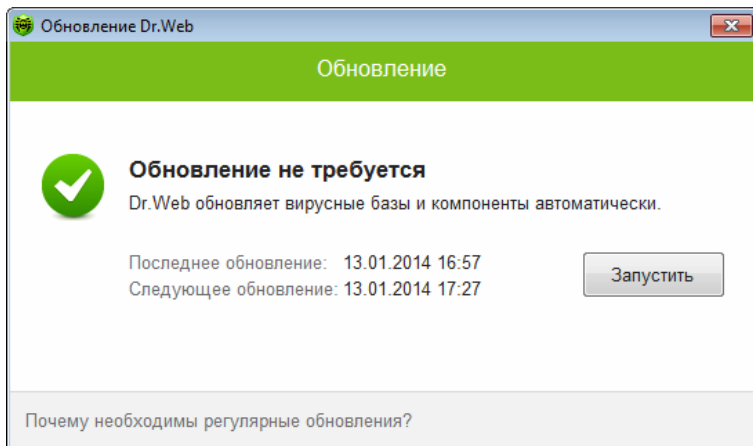 Обновление Dr.Web
Обновление
Обновление не требуется
Dr.Web обновляет вирусные базы и компоненты автоматически.
Последнее обновление: 13.01.2014 16:57
Следующее обновление: 13.01.2014 17:27
Запустить
Почему необходимы регулярные обновления?